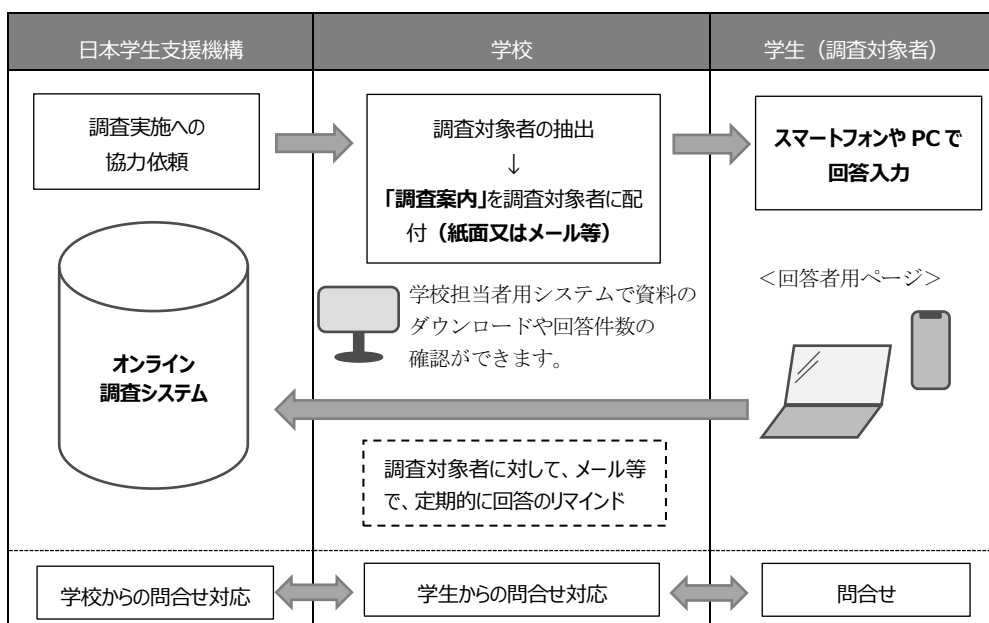 日本学生支援機構
学校
学生（調査対象者）
調査実施への
協力依頼
調査対象者の抽出
↓
「調査案内」を調査対象者に配
付（紙面又はメール等）
スマートフォンや PC で
回答入力
オンライン
調査システム
学校担当者用システムで資料の
ダウンロードや回答件数の
確認ができます。
＜回答者用ページ＞
調査対象者に対して、メール等
で、定期的に回答のリマインド
学校からの問合せ対応
学生からの問合せ対応
問合せ